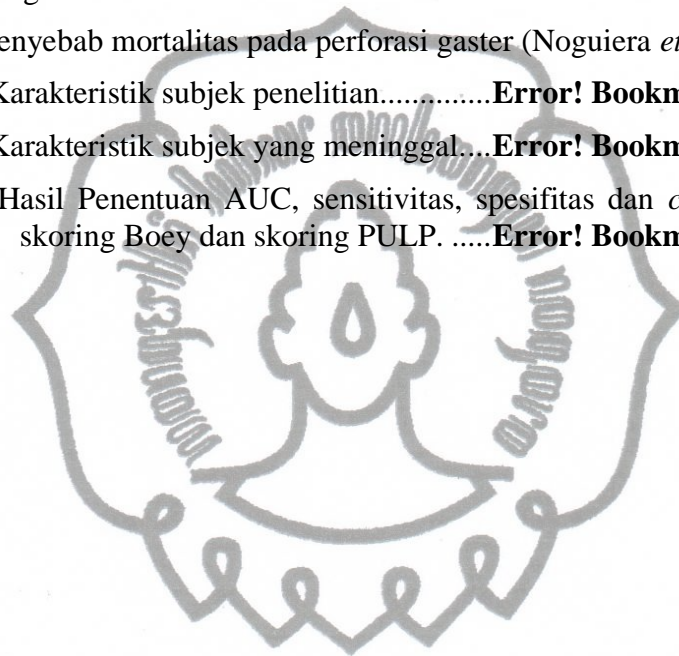 enyebab mortalitas pada perforasi gaster (Noguiera et
Karakteristik subjek penelitian..............Error! Bookm
Karakteristik subjek yang meninggal....Error! Bookm
Hasil Penentuan AUC, sensitivitas, spesifitas dan c
skoring Boey dan skoring PULP. .....Error! Bookm